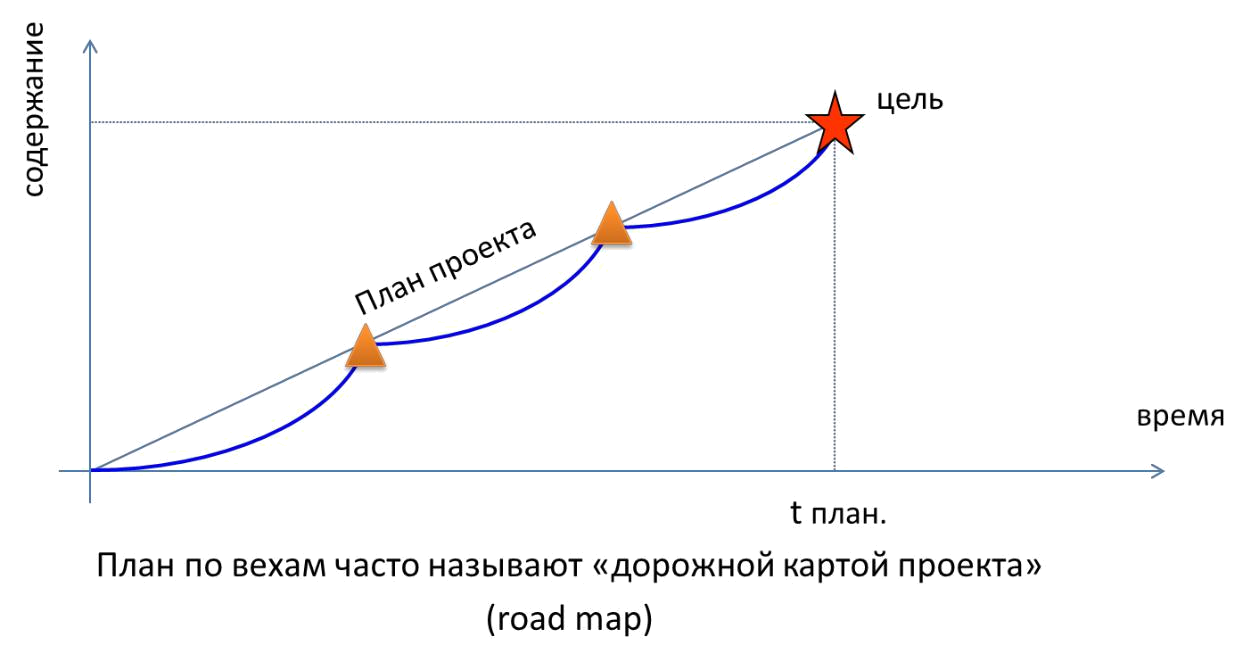 содержание
цель
План проекта
время
t план.
План по вехам часто называют «дорожной картой проекта»
(road map)